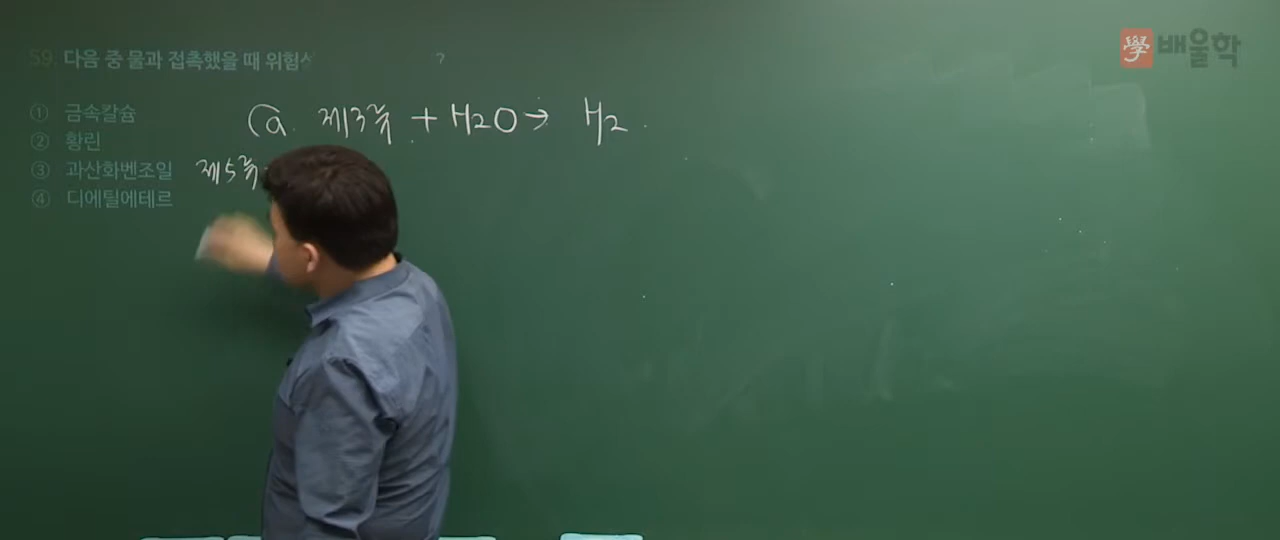 59. 다음 중 물과 접촉했을 때 위험 ?
① 금속칼슘
Ca 제3류 + H2O → H2
② 황린
③ 과산화벤조일 제5류
④ 디에틸에테르
學 배울학